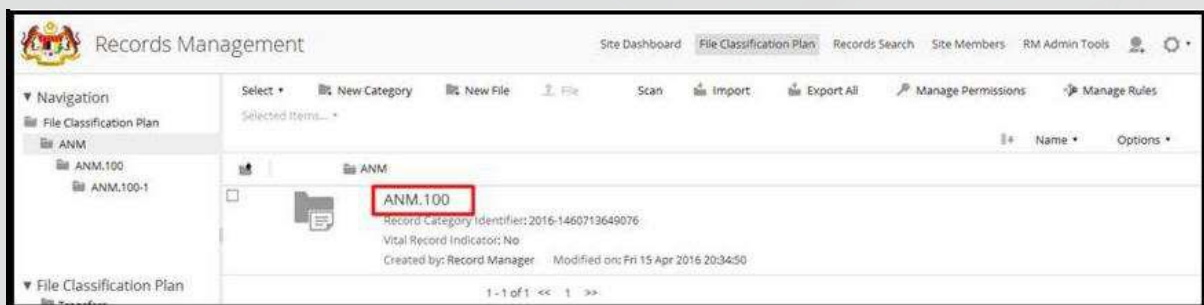 Records Management
Site Dashboard File Classification Plan Records Search Site Members RM Admin Tools
Navigation
File Classification Plan
ANM
ANM.100
ANM.100-1
File Classification Plan
Transfers
Select New Category New File File Scan Import Export All Manage Permissions Manage Rules
Selected Items...
Name Options
ANM
ANM.100
Record Category Identifier: 2016-1460713649076
Vital Record Indicator: No
Created by: Record Manager Modified on: Fri 15 Apr 2016 20:34:50
1 - 1 of 1 << 1 >>